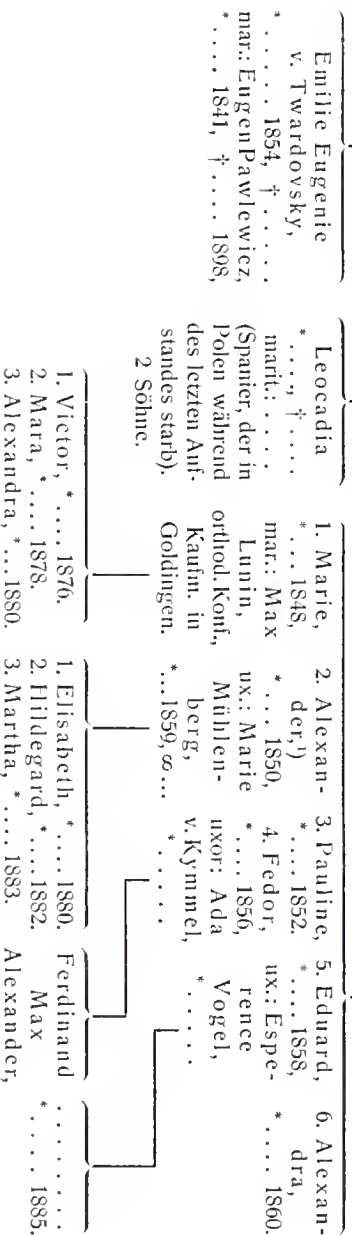 Emilie Eugenie
v. Twardovsky,
* . . . . . 1854, † . . . . .
mar.: Eugen Pawlewicz,
* . . . . 1841, † . . . . 1898,
Leocadia
* . . . ., † . . . .
marit.: . . . .
(Spanier, der in
Polen während
des letzten Auf-
standes starb).
2 Söhne.
1. Marie,
* . . . 1848,
mar.: Max
Lunin,
orthod. Konf.,
Kaufm. in
Goldingen.
2. Alexan-
der,¹)
* . . . 1850,
ux.: Marie
Mühlen-
berg,
* ... 1859, ∞ ...
3. Pauline,
* .... 1852.
4. Fedor,
* .... 1856,
uxor: Ada
v. Kymmel,
* . . . . . .
5. Eduard,
* .... 1858,
ux.: Espe-
rence
Vogel,
* . . . . .
6. Alexan-
dra,
* .... 1860.
1. Victor, * .... 1876.
2. Mara, * .... 1878.
3. Alexandra, * ... 1880.
1. Elisabeth, * .... 1880.
2. Hildegard, * .... 1882.
3. Martha, * .... 1883.
Ferdinand
Max
Alexander,
. . . . . . . . .
* . . . . 1885.